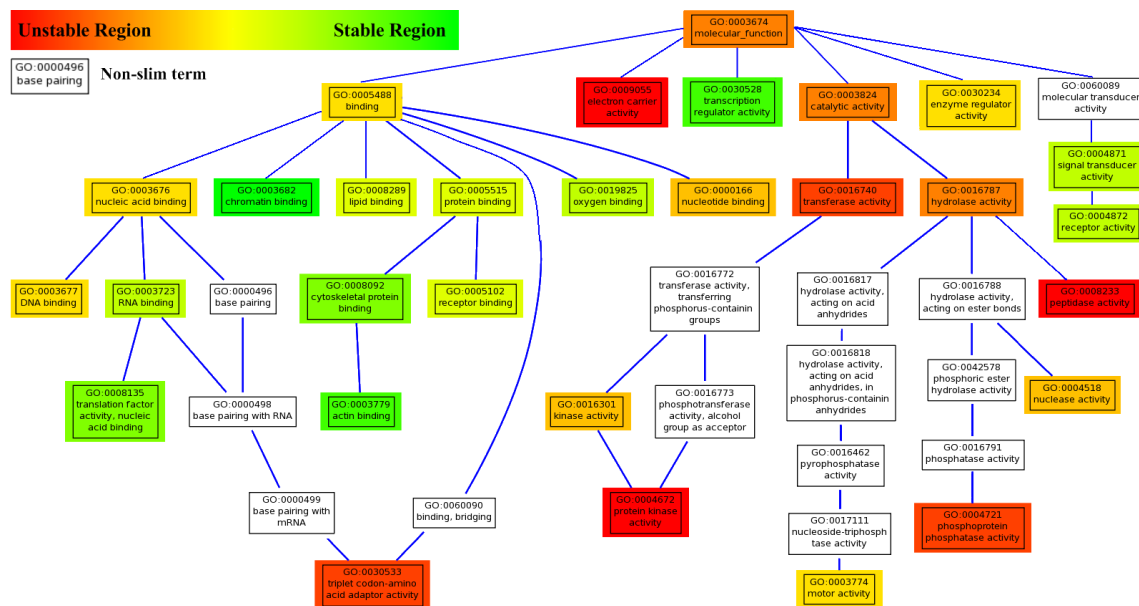 Unstable Region
Stable Region
GO:0000496
base pairing
Non-slim term
GO:0003674
molecular_function
GO:0005488
binding
GO:0009055
electron carrier
activity
GO:0030528
transcription
regulator activity
GO:0003824
catalytic activity
GO:0030234
enzyme regulator
activity
GO:0060089
molecular transducer
activity
GO:0004871
signal transducer
activity
GO:0004872
receptor activity
GO:0003676
nucleic acid binding
GO:0003682
chromatin binding
GO:0008289
lipid binding
GO:0005515
protein binding
GO:0019825
oxygen binding
GO:0000166
nucleotide binding
GO:0016740
transferase activity
GO:0016787
hydrolase activity
GO:0003677
DNA binding
GO:0003723
RNA binding
GO:0000496
base pairing
GO:0008092
cytoskeletal protein
binding
GO:0005102
receptor binding
GO:0016772
transferase activity,
transferring
phosphorus-containin
groups
GO:0016817
hydrolase activity,
acting on acid
anhydrides
GO:0016788
hydrolase activity,
acting on ester bonds
GO:0008233
peptidase activity
GO:0008135
translation factor
activity, nucleic
acid binding
GO:0000498
base pairing with RNA
GO:0003779
actin binding
GO:0016301
kinase activity
GO:0016773
phosphotransferase
activity, alcohol
group as acceptor
GO:0016818
hydrolase activity,
acting on acid
anhydrides, in
phosphorus-containin
anhydrides
GO:0042578
phosphoric ester
hydrolase activity
GO:0004518
nuclease activity
GO:0016462
pyrophosphatase
activity
GO:0016791
phosphatase activity
GO:0000499
base pairing with
mRNA
GO:0060090
binding, bridging
GO:0004672
protein kinase
activity
GO:0017111
nucleoside-triphosph
tase activity
GO:0004721
phosphoprotein
phosphatase activity
GO:0030533
triplet codon-amino
acid adaptor activity
GO:0003774
motor activity